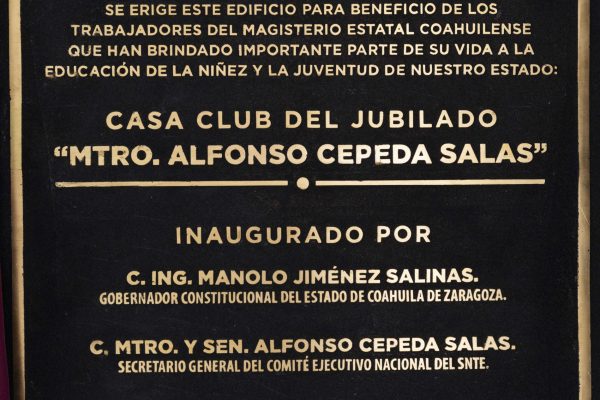 SE ERIGE ESTE EDIFICIO PARA BENEFICIO DE LOS
TRABAJADORES DEL MAGISTERIO ESTATAL COAHUILENSE
QUE HAN BRINDADO IMPORTANTE PARTE DE SU VIDA A LA
EDUCACIÓN DE LA NIÑEZ Y LA JUVENTUD DE NUESTRO ESTADO:
CASA CLUB DEL JUBILADO
“MTRO. ALFONSO CEPEDA SALAS”
INAUGURADO POR
C. ING. MANOLO JIMÉNEZ SALINAS.
GOBERNADOR CONSTITUCIONAL DEL ESTADO DE COAHUILA DE ZARAGOZA.
C. MTRO. Y SEN. ALFONSO CEPEDA SALAS.
SECRETARIO GENERAL DEL COMITÉ EJECUTIVO NACIONAL DEL SNTE.